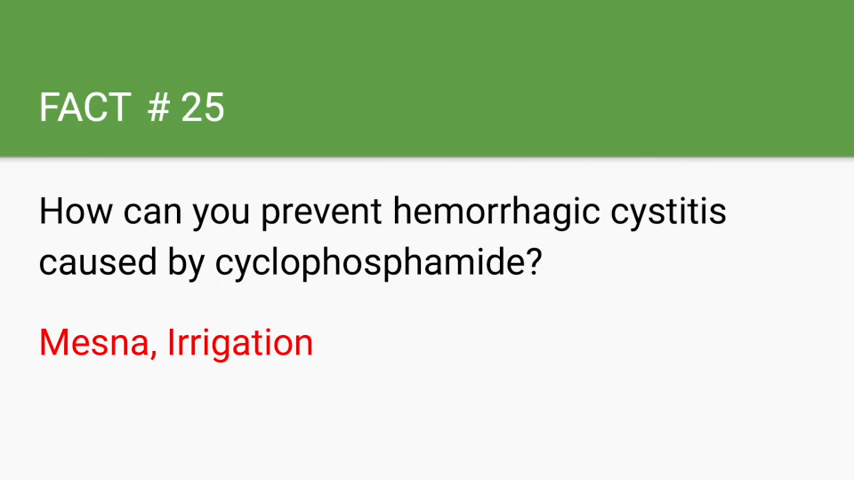 FACT # 25
How can you prevent hemorrhagic cystitis
caused by cyclophosphamide?
Mesna, Irrigation